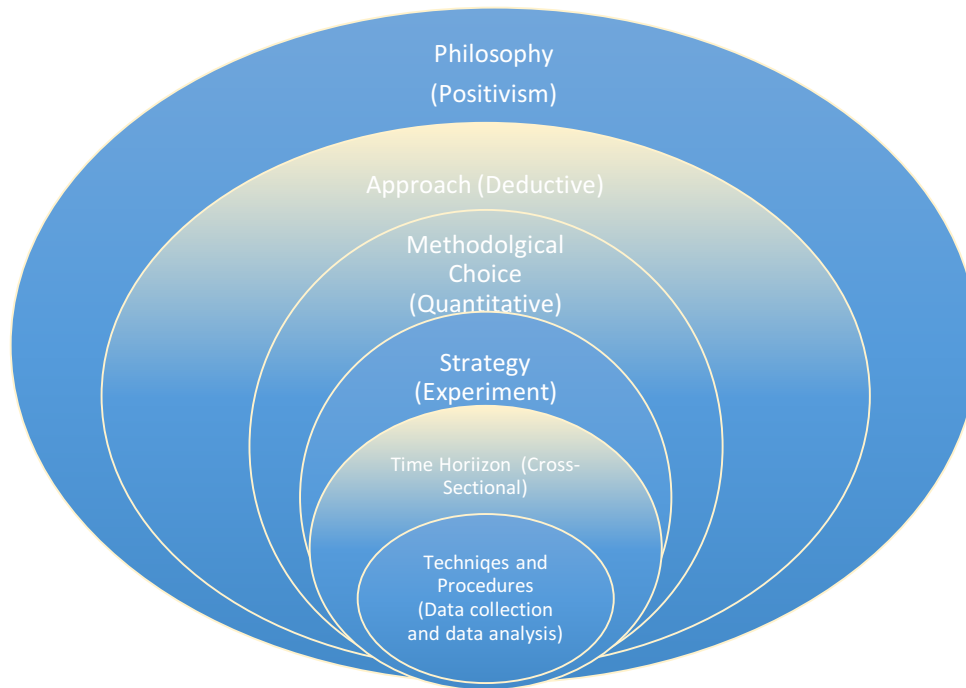 Philosophy
(Positivism)
Approach (Deductive)
Methodolgical
Choice
(Quantitative)
Strategy
(Experiment)
Time Horiizon (Cross-
Sectional)
Techniqes and
Procedures
(Data collection
and data analysis)